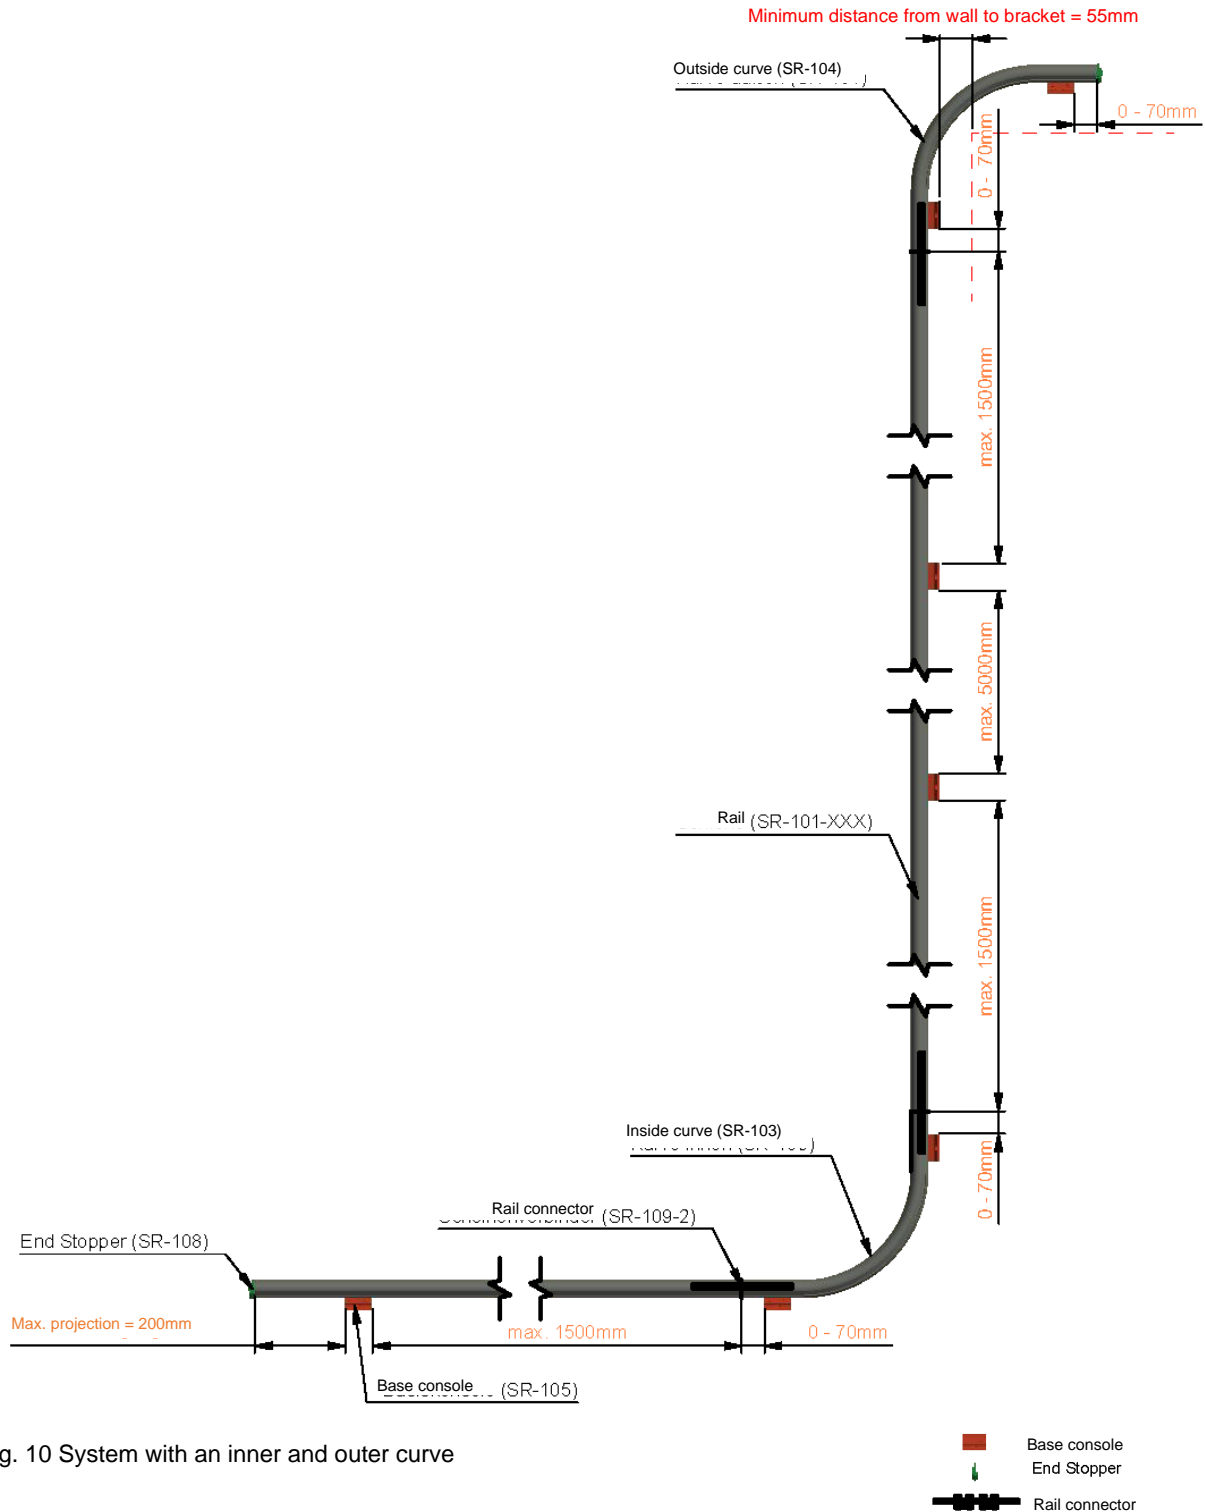 Minimum distance from wall to bracket = 55mm
Outside curve (SR-104)
0 - 70mm
0 - 70mm
max. 1500mm
max. 5000mm
Rail (SR-101-XXX)
max. 1500mm
Inside curve (SR-103)
0 - 70mm
Rail connector (SR-109-2)
End Stopper (SR-108)
Max. projection = 200mm
max. 1500mm
0 - 70mm
Base console (SR-105)
g. 10 System with an inner and outer curve
Base console
End Stopper
Rail connector